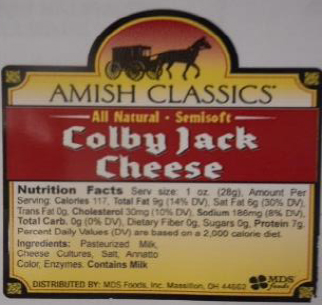 AMISH CLASSICS
All Natural • Semisoft
Colby Jack
Cheese
Nutrition Facts Serv size: 1 oz. (28g), Amount Per
Serving: Calories 117, Total Fat 9g (14% DV), Sat Fat 6g (30% DV),
Trans Fat 0g, Cholesterol 30mg (10% DV), Sodium 186mg (8% DV),
Total Carb. 0g (0% DV), Dietary Fiber 0g, Sugars 0g, Protein 7g.
Percent Daily Values (DV) are based on a 2,000 calorie diet.
Ingredients: Pasteurized Milk,
Cheese Cultures, Salt, Annatto
Color, Enzymes. Contains Milk
MDS
foods
DISTRIBUTED BY: MDS Foods, Inc. Massillon, OH 44662